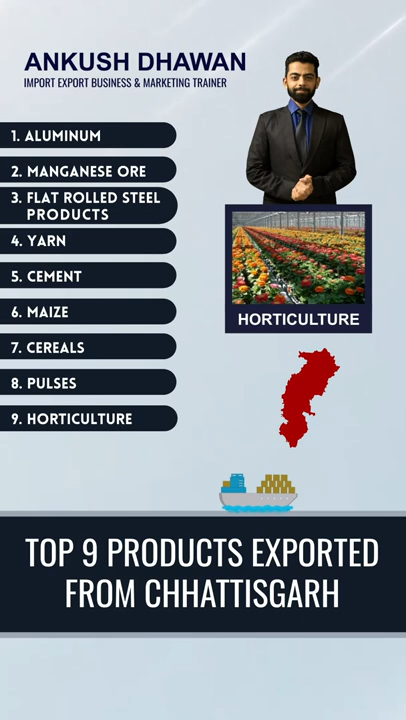 ANKUSH DHAWAN
IMPORT EXPORT BUSINESS & MARKETING TRAINER
1. ALUMINUM
2. MANGANESE ORE
3. FLAT ROLLED STEEL
PRODUCTS
4. YARN
5. CEMENT
6. MAIZE
7. CEREALS
8. PULSES
9. HORTICULTURE
HORTICULTURE
TOP 9 PRODUCTS EXPORTED
FROM CHHATTISGARH